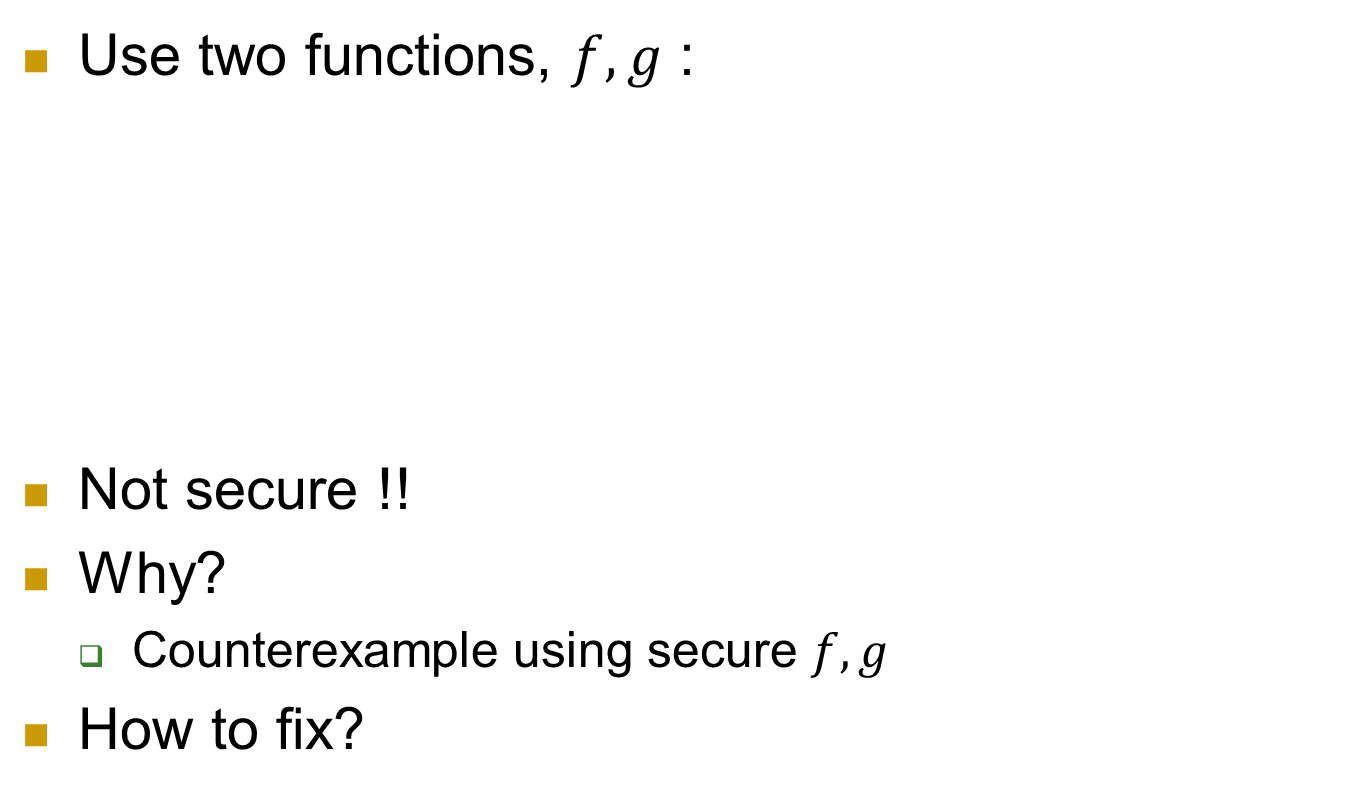 Use two functions, f, g :
Not secure !!
Why?
Counterexample using secure f, g
How to fix?